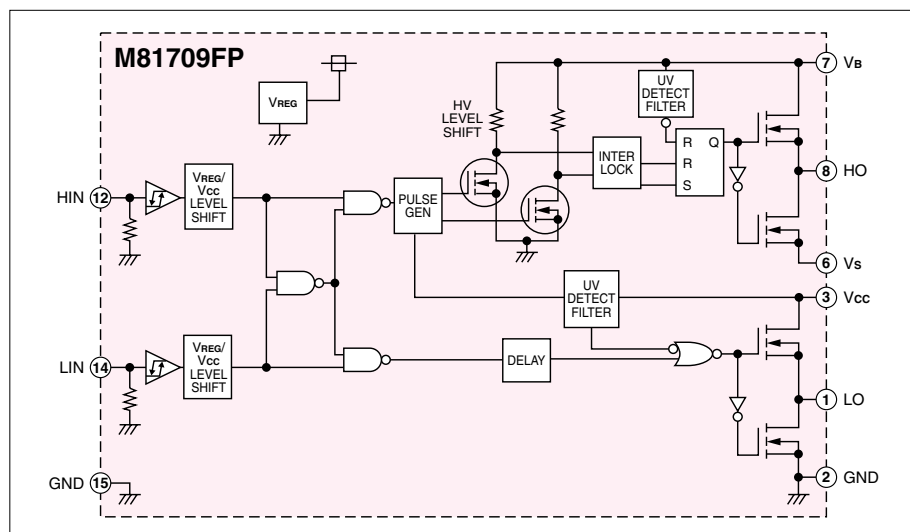 M81709FP
VREG
HV
LEVEL
SHIFT
UV
DETECT
FILTER
7 VB
R Q
R
S
INTER
LOCK
8 HO
HIN 12
VREG/
VCC
LEVEL
SHIFT
PULSE
GEN
6 VS
UV
DETECT
FILTER
3 VCC
LIN 14
VREG/
VCC
LEVEL
SHIFT
DELAY
1 LO
GND 15
2 GND